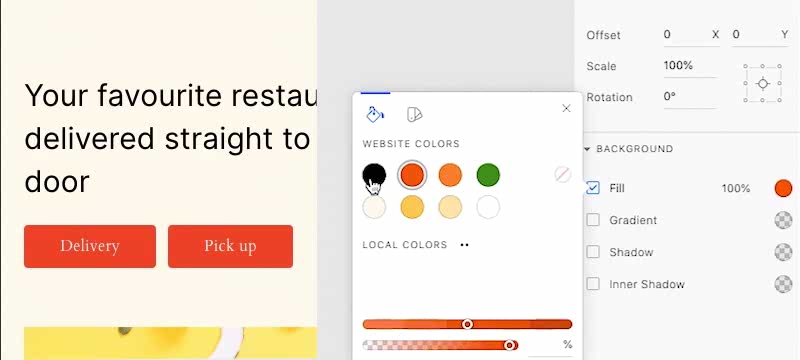 Your favourite restau
delivered straight to
door
Delivery
Pick up
WEBSITE COLORS
LOCAL COLORS
%
Offset 0 X 0 Y
Scale 100%
Rotation 0°
BACKGROUND
Fill 100%
Gradient
Shadow
Inner Shadow